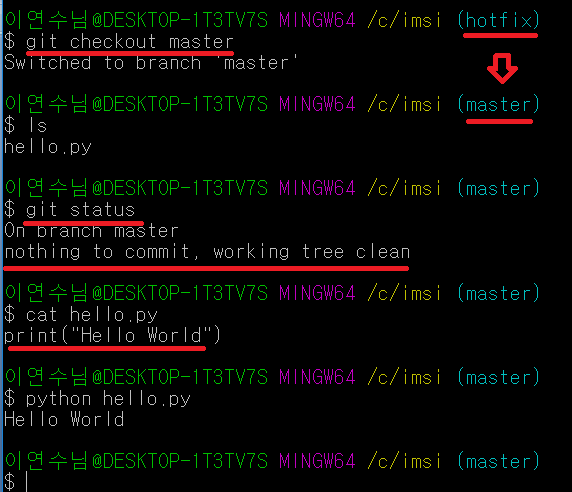 이연수님@DESKTOP-1T3TV7S MINGW64 /c/imsi (hotfix)
$ git checkout master
Switched to branch 'master'
이연수님@DESKTOP-1T3TV7S MINGW64 /c/imsi (master)
$ ls
hello.py
이연수님@DESKTOP-1T3TV7S MINGW64 /c/imsi (master)
$ git status
On branch master
nothing to commit, working tree clean
이연수님@DESKTOP-1T3TV7S MINGW64 /c/imsi (master)
$ cat hello.py
print("Hello World")
이연수님@DESKTOP-1T3TV7S MINGW64 /c/imsi (master)
$ python hello.py
Hello World
이연수님@DESKTOP-1T3TV7S MINGW64 /c/imsi (master)
$